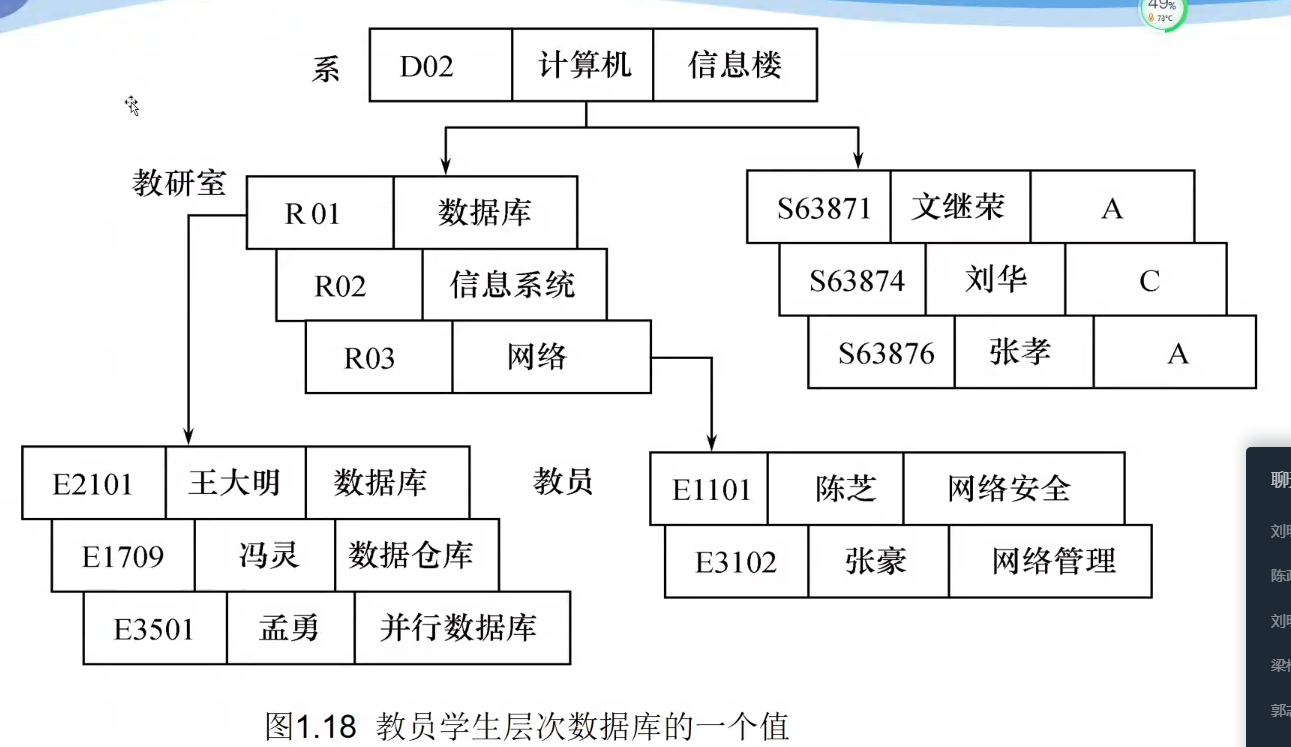 49%
73°C
系 D02 计算机 信息楼
教研室
R 01 数据库
R02 信息系统
R03 网络
S63871 文继荣 A
S63874 刘华 C
S63876 张孝 A
E2101 王大明 数据库
E1709 冯灵 数据仓库
E3501 孟勇 并行数据库
教员
E1101 陈芝 网络安全
E3102 张豪 网络管理
图1.18 教员学生层次数据库的一个值
刘
陈
刘
梁
郭